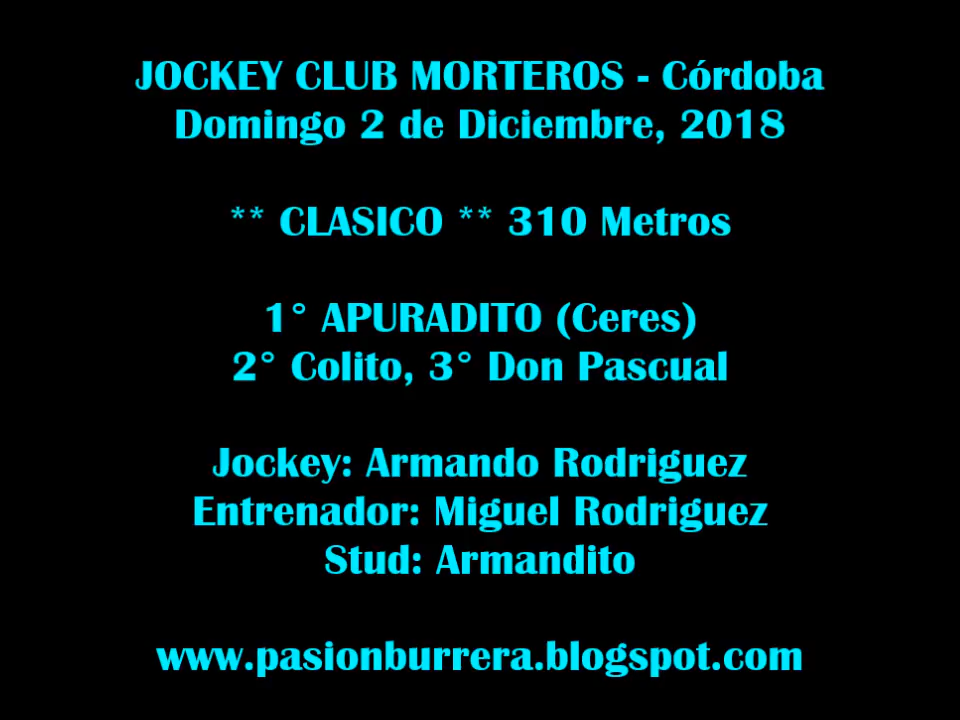 JOCKEY CLUB MORTEROS - Córdoba
Domingo 2 de Diciembre, 2018
** CLASICO ** 310 Metros
1° APURADITO (Ceres)
2° Colito, 3° Don Pascual
Jockey: Armando Rodriguez
Entrenador: Miguel Rodriguez
Stud: Armandito
www.pasionburrera.blogspot.com